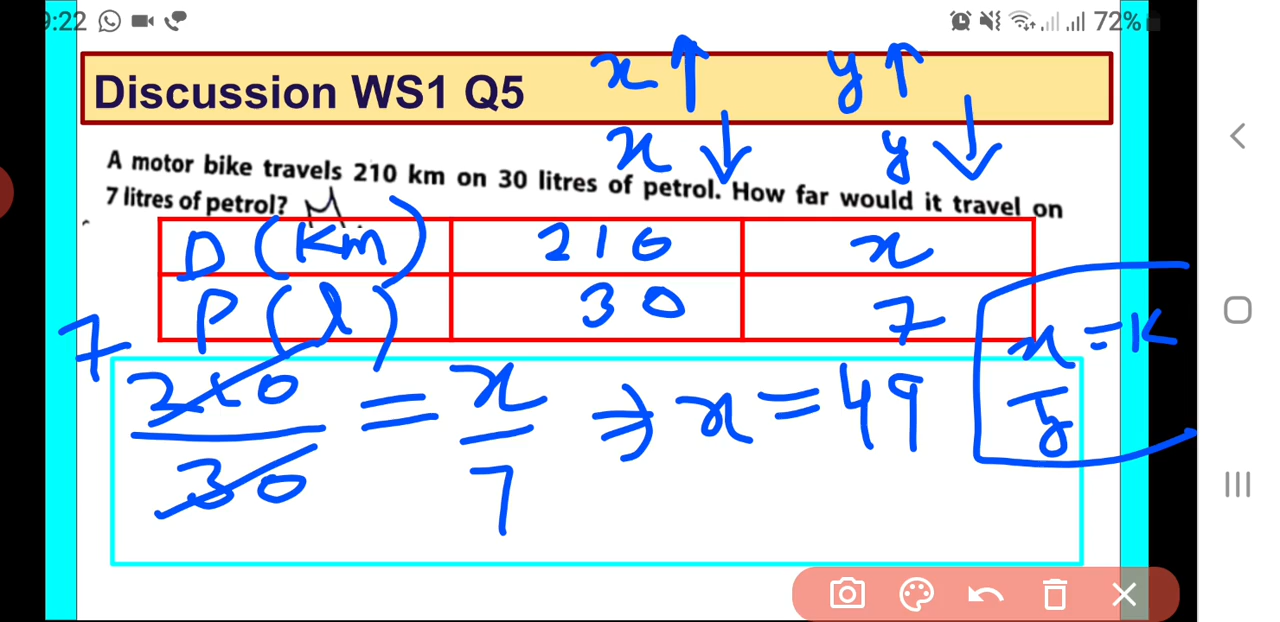 9:22 72%
x↑ y↑
Discussion WS1 Q5
x↓ y↓
A motor bike travels 210 km on 30 litres of petrol. How far would it travel on
7 litres of petrol?
D (Km) 210 x
P (l) 30 7
7
210/30 = x/7 ⇒ x = 49
x/y = K